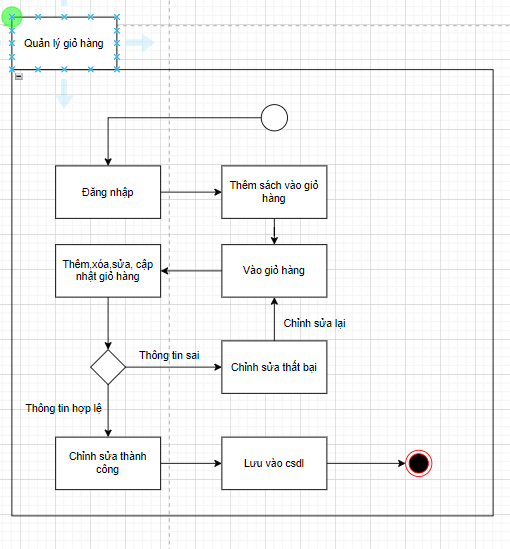 Quản lý giỏ hàng
Đăng nhập
Thêm sách vào giỏ
hàng
Thêm,xóa,sửa, cập
nhật giỏ hàng
Vào giỏ hàng
Chỉnh sửa lại
Thông tin sai
Chỉnh sửa thất bại
Thông tin hợp lệ
Chỉnh sửa thành
công
Lưu vào csdl